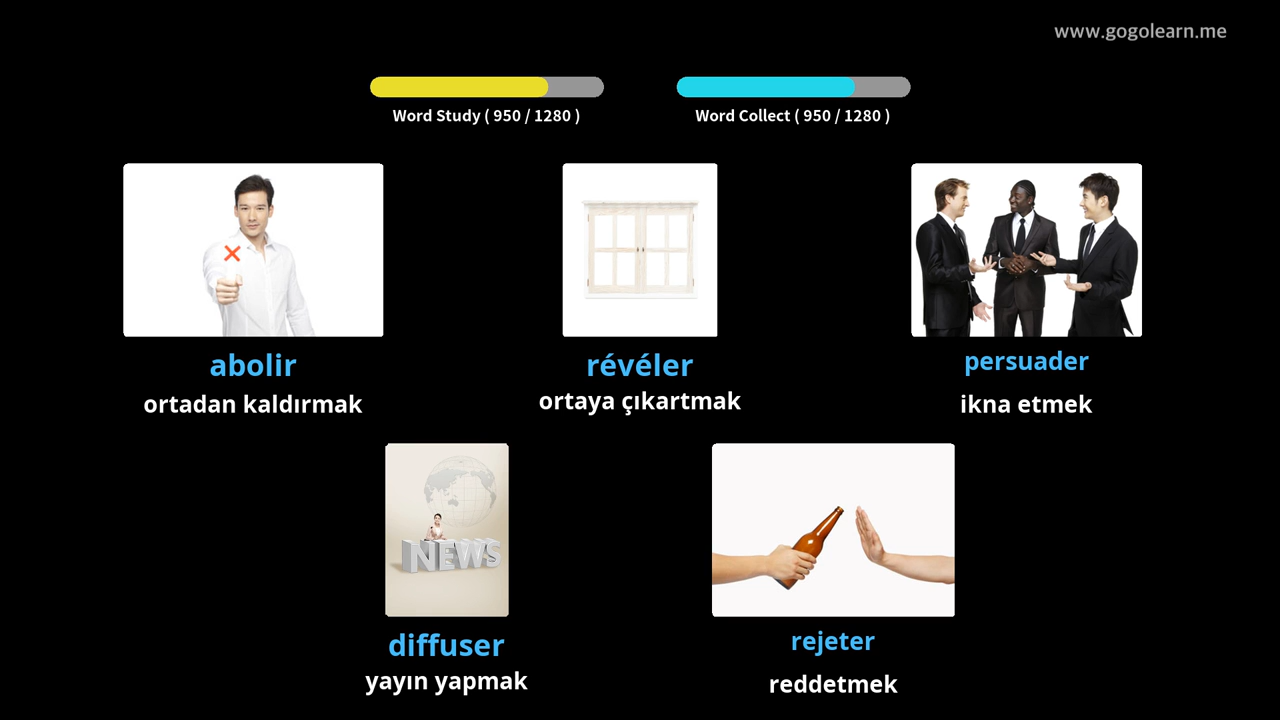 www.gogolearn.me
Word Study ( 950 / 1280 )
Word Collect ( 950 / 1280 )
abolir
ortadan kaldırmak
révéler
ortaya çıkartmak
persuader
ikna etmek
NEWS
diffuser
yayın yapmak
rejeter
reddetmek